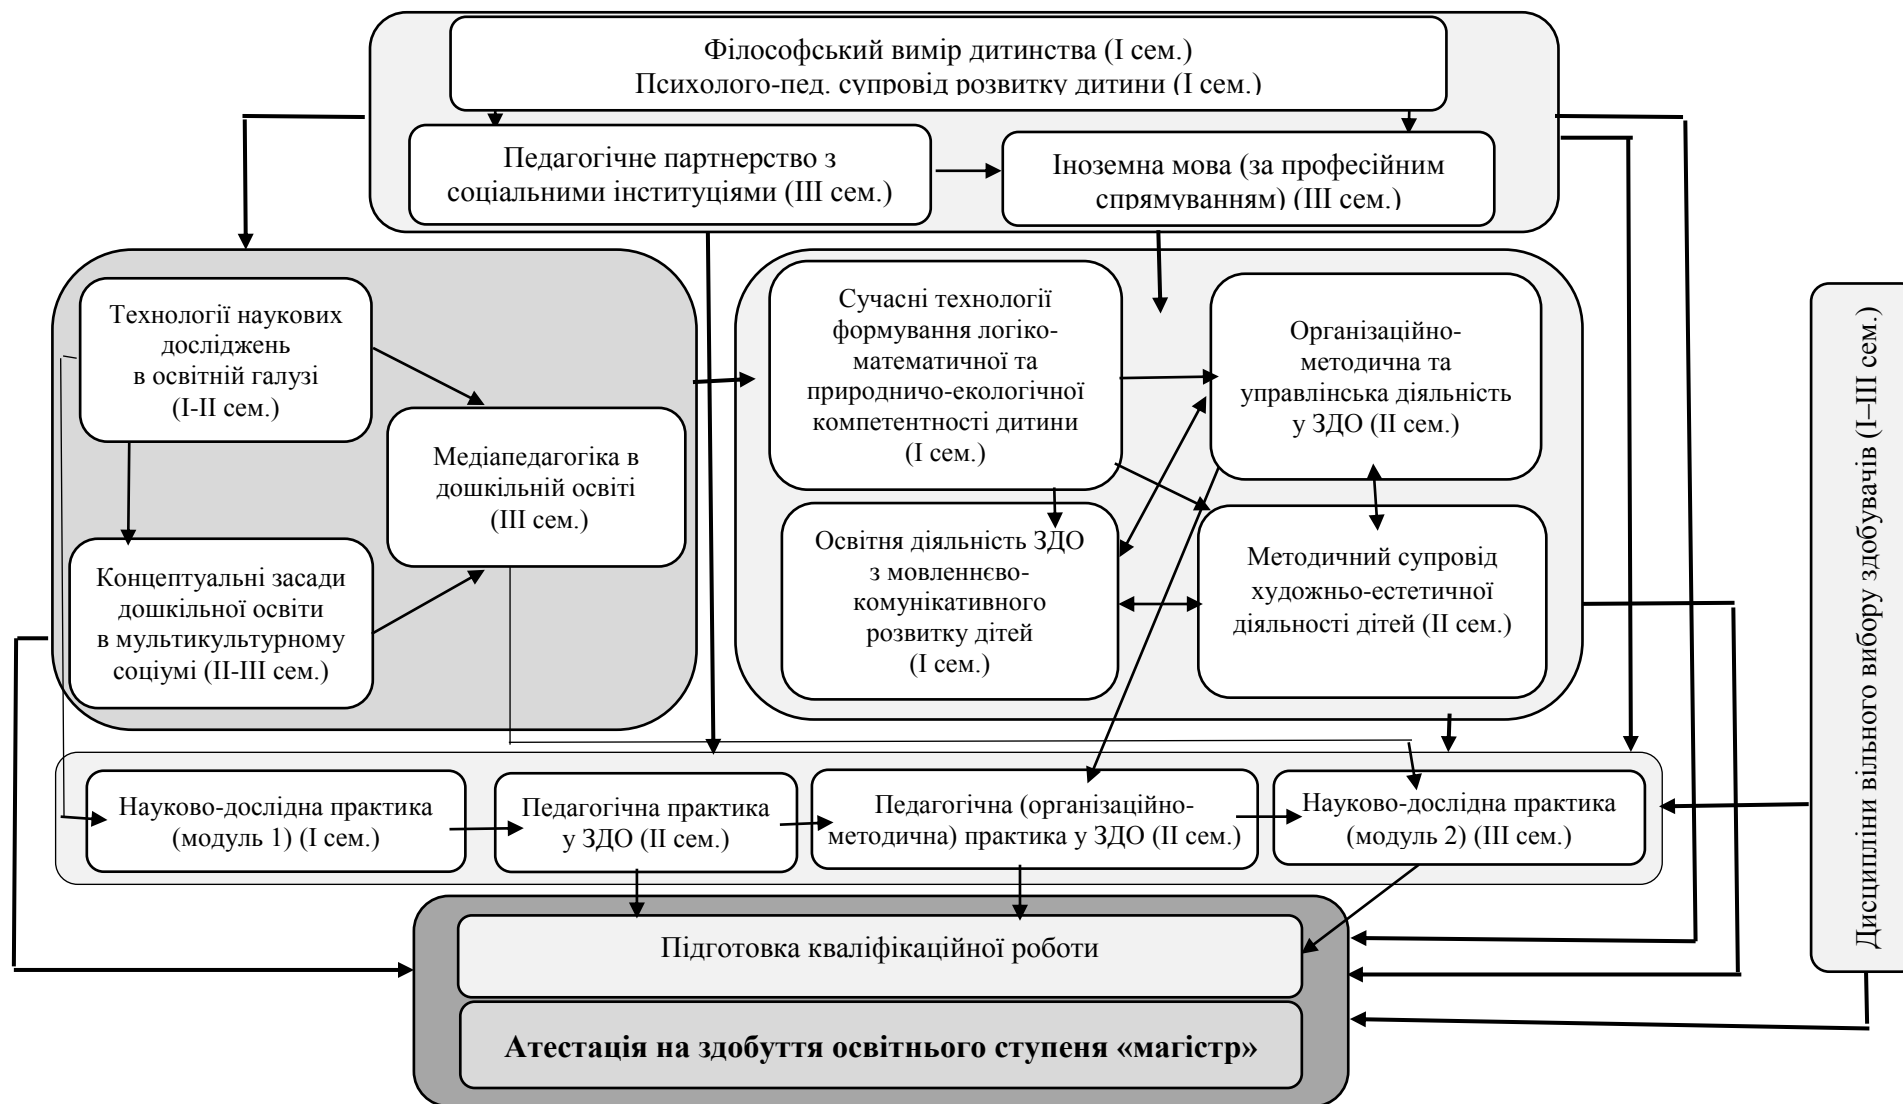 Філософський вимір дитинства (І сем.)
Психолого-пед. супровід розвитку дитини (І сем.)
Педагогічне партнерство з
соціальними інституціями (ІІІ сем.)
Іноземна мова (за професійним
спрямуванням) (ІІІ сем.)
Технології наукових
досліджень
в освітній галузі
(І-ІІ сем.)
Медіапедагогіка в
дошкільній освіті
(ІІІ сем.)
Концептуальні засади
дошкільної освіти
в мультикультурному
соціумі (ІІ-ІІІ сем.)
Сучасні технології
формування логіко-
математичної та
природничо-екологічної
компетентності дитини
(І сем.)
Організаційно-
методична та
управлінська діяльність
у ЗДО (ІІ сем.)
Освітня діяльність ЗДО
з мовленнєво-
комунікативного
розвитку дітей
(І сем.)
Методичний супровід
художньо-естетичної
діяльності дітей (ІІ сем.)
Дисципліни вільного вибору здобувачів (І–ІІІ сем.)
Науково-дослідна практика
(модуль 1) (І сем.)
Педагогічна практика
у ЗДО (ІІ сем.)
Педагогічна (організаційно-
методична) практика у ЗДО (ІІ сем.)
Науково-дослідна практика
(модуль 2) (ІІІ сем.)
Підготовка кваліфікаційної роботи
Атестація на здобуття освітнього ступеня «магістр»